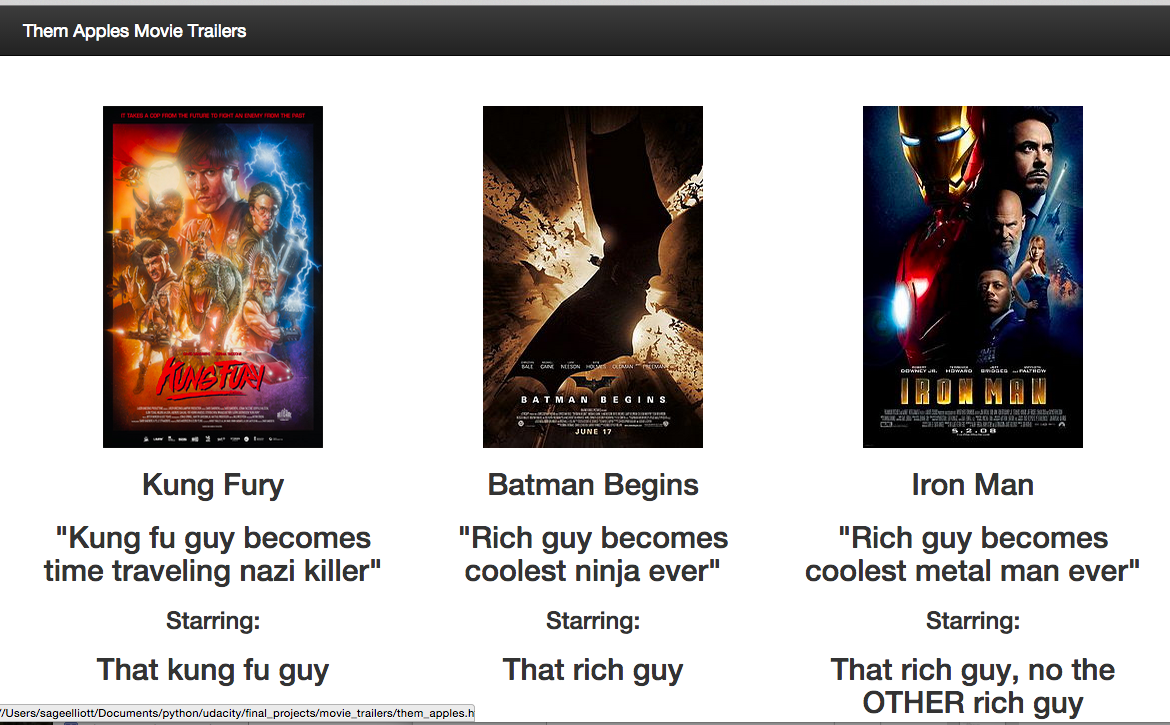 Them Apples Movie Trailers
IT TAKES A COP FROM THE FUTURE TO FIGHT AN ENEMY FROM THE PAST
KUNG FURY
Kung Fury
"Kung fu guy becomes
time traveling nazi killer"
Starring:
That kung fu guy
BALE CAINE NEESON HOLMES OLDMAN FREEMAN
BATMAN BEGINS
JUNE 17
Batman Begins
"Rich guy becomes
coolest ninja ever"
Starring:
That rich guy
ROBERT TERRENCE JEFF GWYNETH
DOWNEY JR. HOWARD BRIDGES PALTROW
IRON MAN
5.2.08
Iron Man
"Rich guy becomes
coolest metal man ever"
Starring:
That rich guy, no the
OTHER rich guy
//Users/sageelliott/Documents/python/udacity/final_projects/movie_trailers/them_apples.h